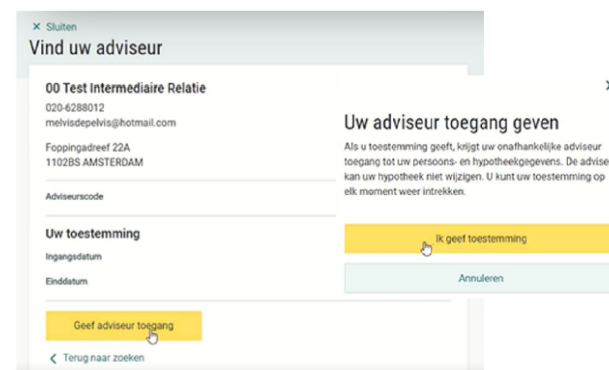 × Sluiten
Vind uw adviseur
00 Test Intermediaire Relatie
020-6288012
melvisdepelvis@hotmail.com
Foppingadreef 22A
1102BS AMSTERDAM
Adviseurscode
Uw toestemming
Ingangsdatum
Einddatum
Geef adviseur toegang
Terug naar zoeken
Uw adviseur toegang geven
Als u toestemming geeft, krijgt uw onafhankelijke adviseur
toegang tot uw persoons- en hypotheekgegevens. De advise
kan uw hypotheek niet wijzigen. U kunt uw toestemming op
elk moment weer intrekken.
Ik geef toestemming
Annuleren